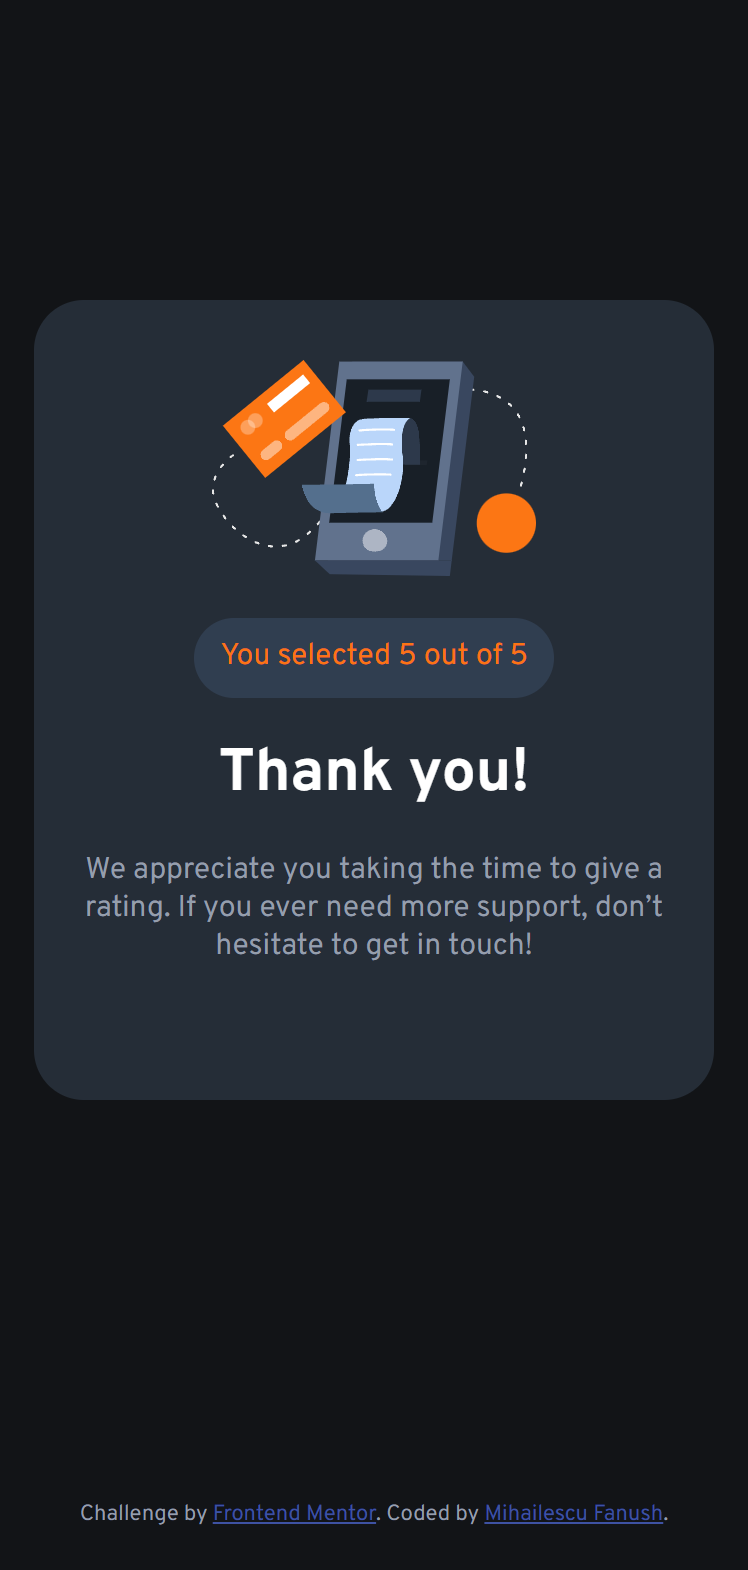 You selected 5 out of 5
Thank you!
We appreciate you taking the time to give a
rating. If you ever need more support, don’t
hesitate to get in touch!
Challenge by Frontend Mentor. Coded by Mihailescu Fanush.